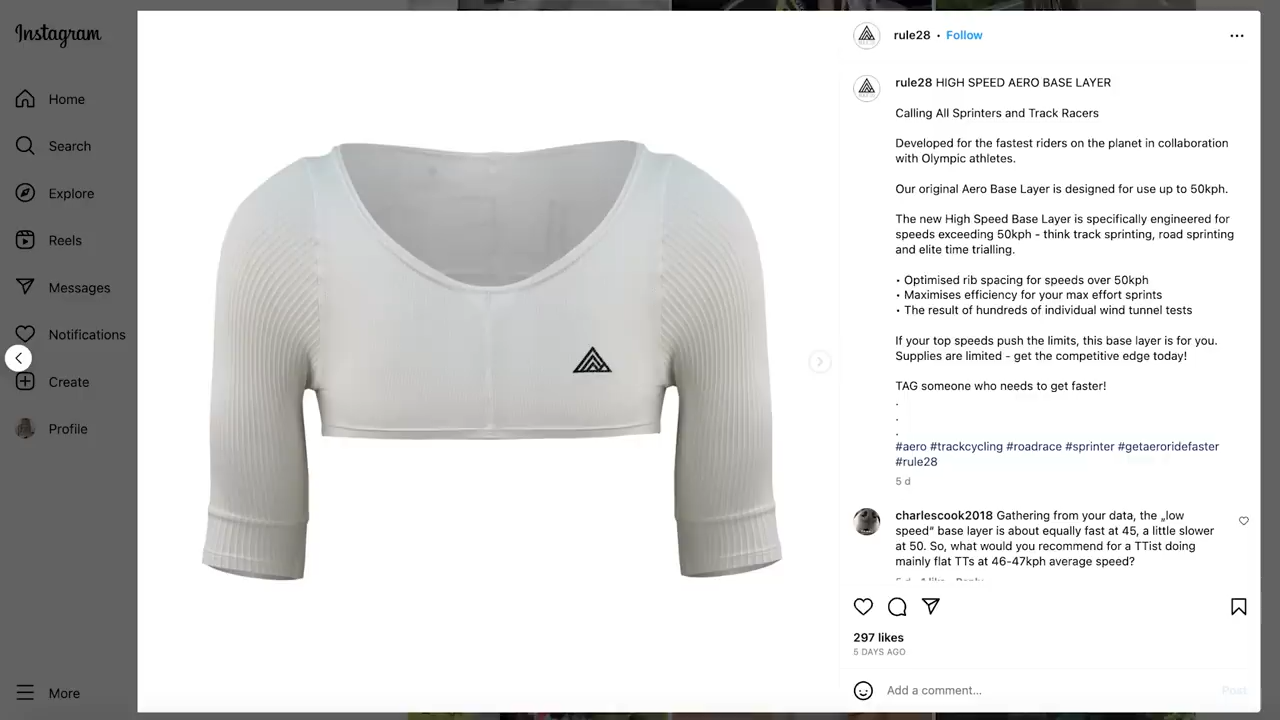 Instagram
Home
Search
Explore
Reels
Messages
Notifications
Create
Profile
More
rule28 • Follow
rule28 HIGH SPEED AERO BASE LAYER
Calling All Sprinters and Track Racers
Developed for the fastest riders on the planet in collaboration
with Olympic athletes.
Our original Aero Base Layer is designed for use up to 50kph.
The new High Speed Base Layer is specifically engineered for
speeds exceeding 50kph - think track sprinting, road sprinting
and elite time trialling.
• Optimised rib spacing for speeds over 50kph
• Maximises efficiency for your max effort sprints
• The result of hundreds of individual wind tunnel tests
If your top speeds push the limits, this base layer is for you.
Supplies are limited - get the competitive edge today!
TAG someone who needs to get faster!
.
.
.
#aero #trackcycling #roadrace #sprinter #getaeroridefaster
#rule28
5 d
charlescook2018 Gathering from your data, the „low
speed“ base layer is about equally fast at 45, a little slower
at 50. So, what would you recommend for a TTist doing
mainly flat TTs at 46-47kph average speed?
297 likes
5 DAYS AGO
Add a comment...
Post